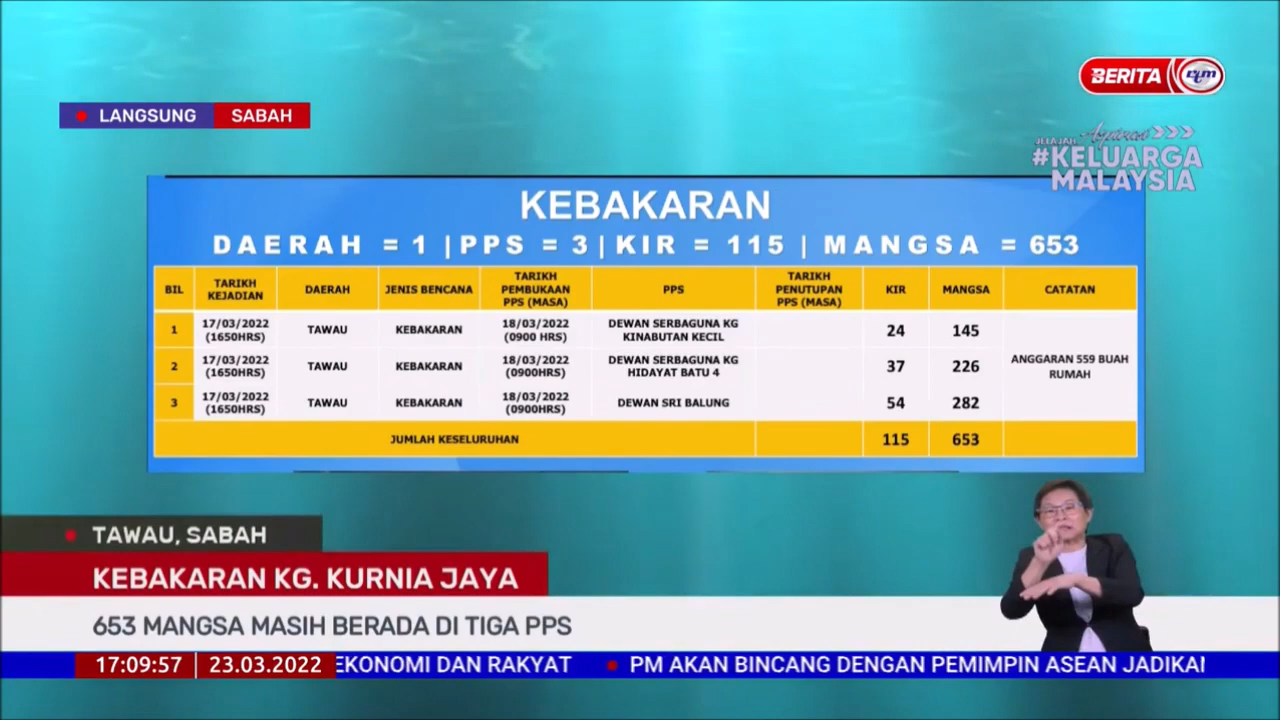 BERITA rtm
LANGSUNG SABAH
JELAJAH Aspirasi
#KELUARGA
MALAYSIA
KEBAKARAN
DAERAH = 1 |PPS = 3|KIR = 115 | MANGSA = 653
BIL TARIKH KEJADIAN DAERAH JENIS BENCANA TARIKH PEMBUKAAN PPS (MASA) PPS TARIKH PENUTUPAN PPS (MASA) KIR MANGSA CATATAN
1 17/03/2022 (1650HRS) TAWAU KEBAKARAN 18/03/2022 (0900 HRS) DEWAN SERBAGUNA KG KINABUTAN KECIL 24 145
2 17/03/2022 (1650HRS) TAWAU KEBAKARAN 18/03/2022 (0900HRS) DEWAN SERBAGUNA KG HIDAYAT BATU 4 37 226 ANGGARAN 559 BUAH RUMAH
3 17/03/2022 (1650HRS) TAWAU KEBAKARAN 18/03/2022 (0900HRS) DEWAN SRI BALUNG 54 282
JUMLAH KESELURUHAN 115 653
TAWAU, SABAH
KEBAKARAN KG. KURNIA JAYA
653 MANGSA MASIH BERADA DI TIGA PPS
17:09:57 23.03.2022 EKONOMI DAN RAKYAT PM AKAN BINCANG DENGAN PEMIMPIN ASEAN JADIKAN